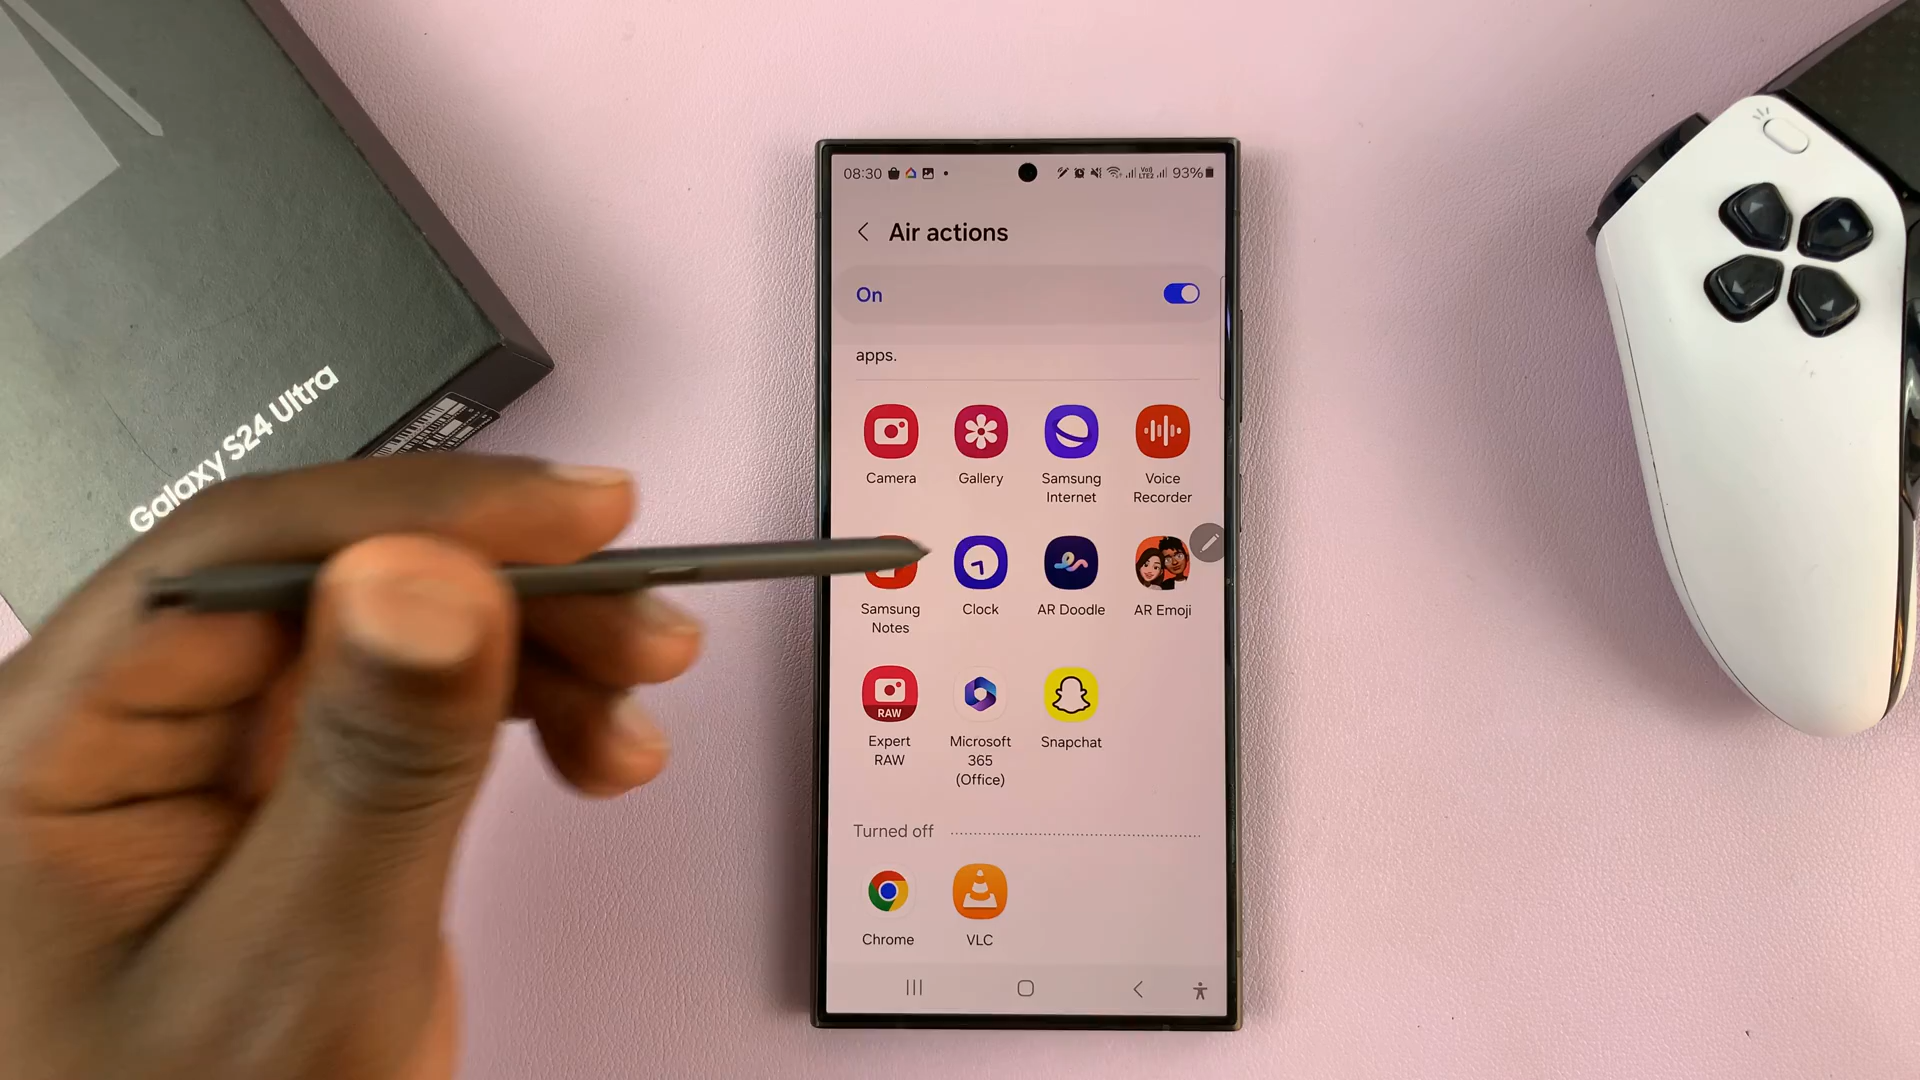 Galaxy S24 Ultra
08:30
93%
Air actions
On
apps.
Camera
Gallery
Samsung
Internet
Voice
Recorder
Samsung
Notes
Clock
AR Doodle
AR Emoji
RAW
Expert
RAW
Microsoft
365
(Office)
Snapchat
Turned off
Chrome
VLC